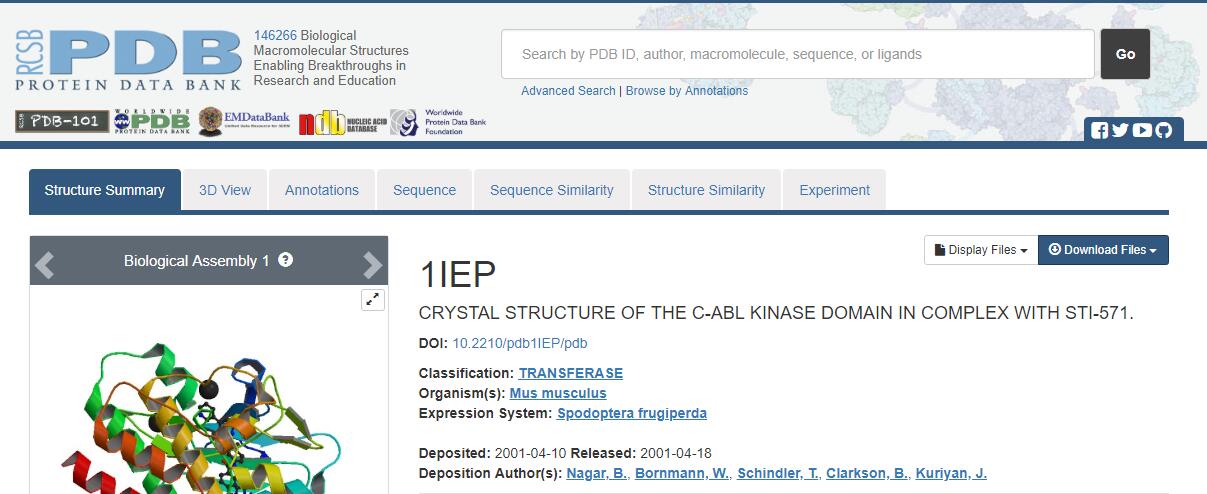 RCSB
PDB
PROTEIN DATA BANK
146266 Biological
Macromolecular Structures
Enabling Breakthroughs in
Research and Education
Search by PDB ID, author, macromolecule, sequence, or ligands
Go
Advanced Search | Browse by Annotations
PDB-101
WORLDWIDE
PDB
PROTEIN DATA BANK
EMDataBank
Unified Data Resource for 3DEM
ndb
NUCLEIC ACID
DATABASE
Worldwide
Protein Data Bank
Foundation
Structure Summary
3D View
Annotations
Sequence
Sequence Similarity
Structure Similarity
Experiment
Biological Assembly 1 ?
Display Files
Download Files
1IEP
CRYSTAL STRUCTURE OF THE C-ABL KINASE DOMAIN IN COMPLEX WITH STI-571.
DOI: 10.2210/pdb1IEP/pdb
Classification: TRANSFERASE
Organism(s): Mus musculus
Expression System: Spodoptera frugiperda
Deposited: 2001-04-10 Released: 2001-04-18
Deposition Author(s): Nagar, B., Bornmann, W., Schindler, T., Clarkson, B., Kuriyan, J.